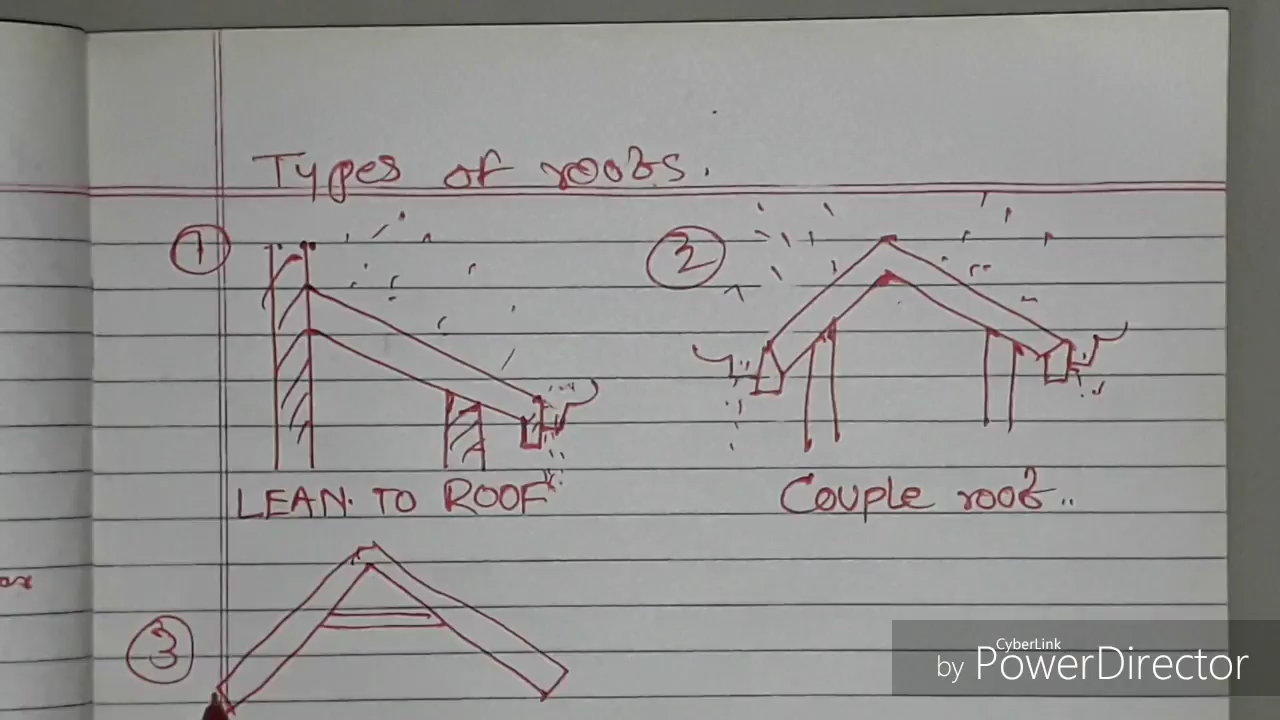 Types of roofs.
1
2
LEAN. TO ROOF
Couple roof..
3
CyberLink
by PowerDirector